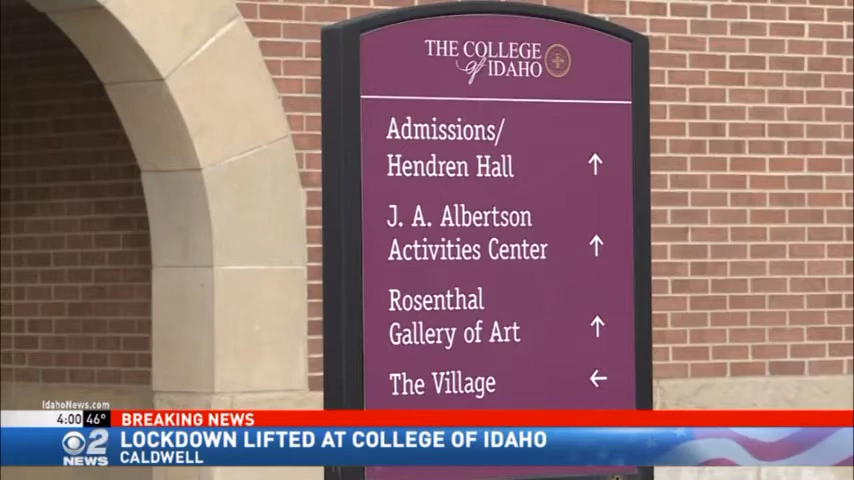 THE COLLEGE
of IDAHO
Admissions/
Hendren Hall
J. A. Albertson
Activities Center
Rosenthal
Gallery of Art
The Village
IdahoNews.com
4:00 46°
BREAKING NEWS
2
NEWS
LOCKDOWN LIFTED AT COLLEGE OF IDAHO
CALDWELL